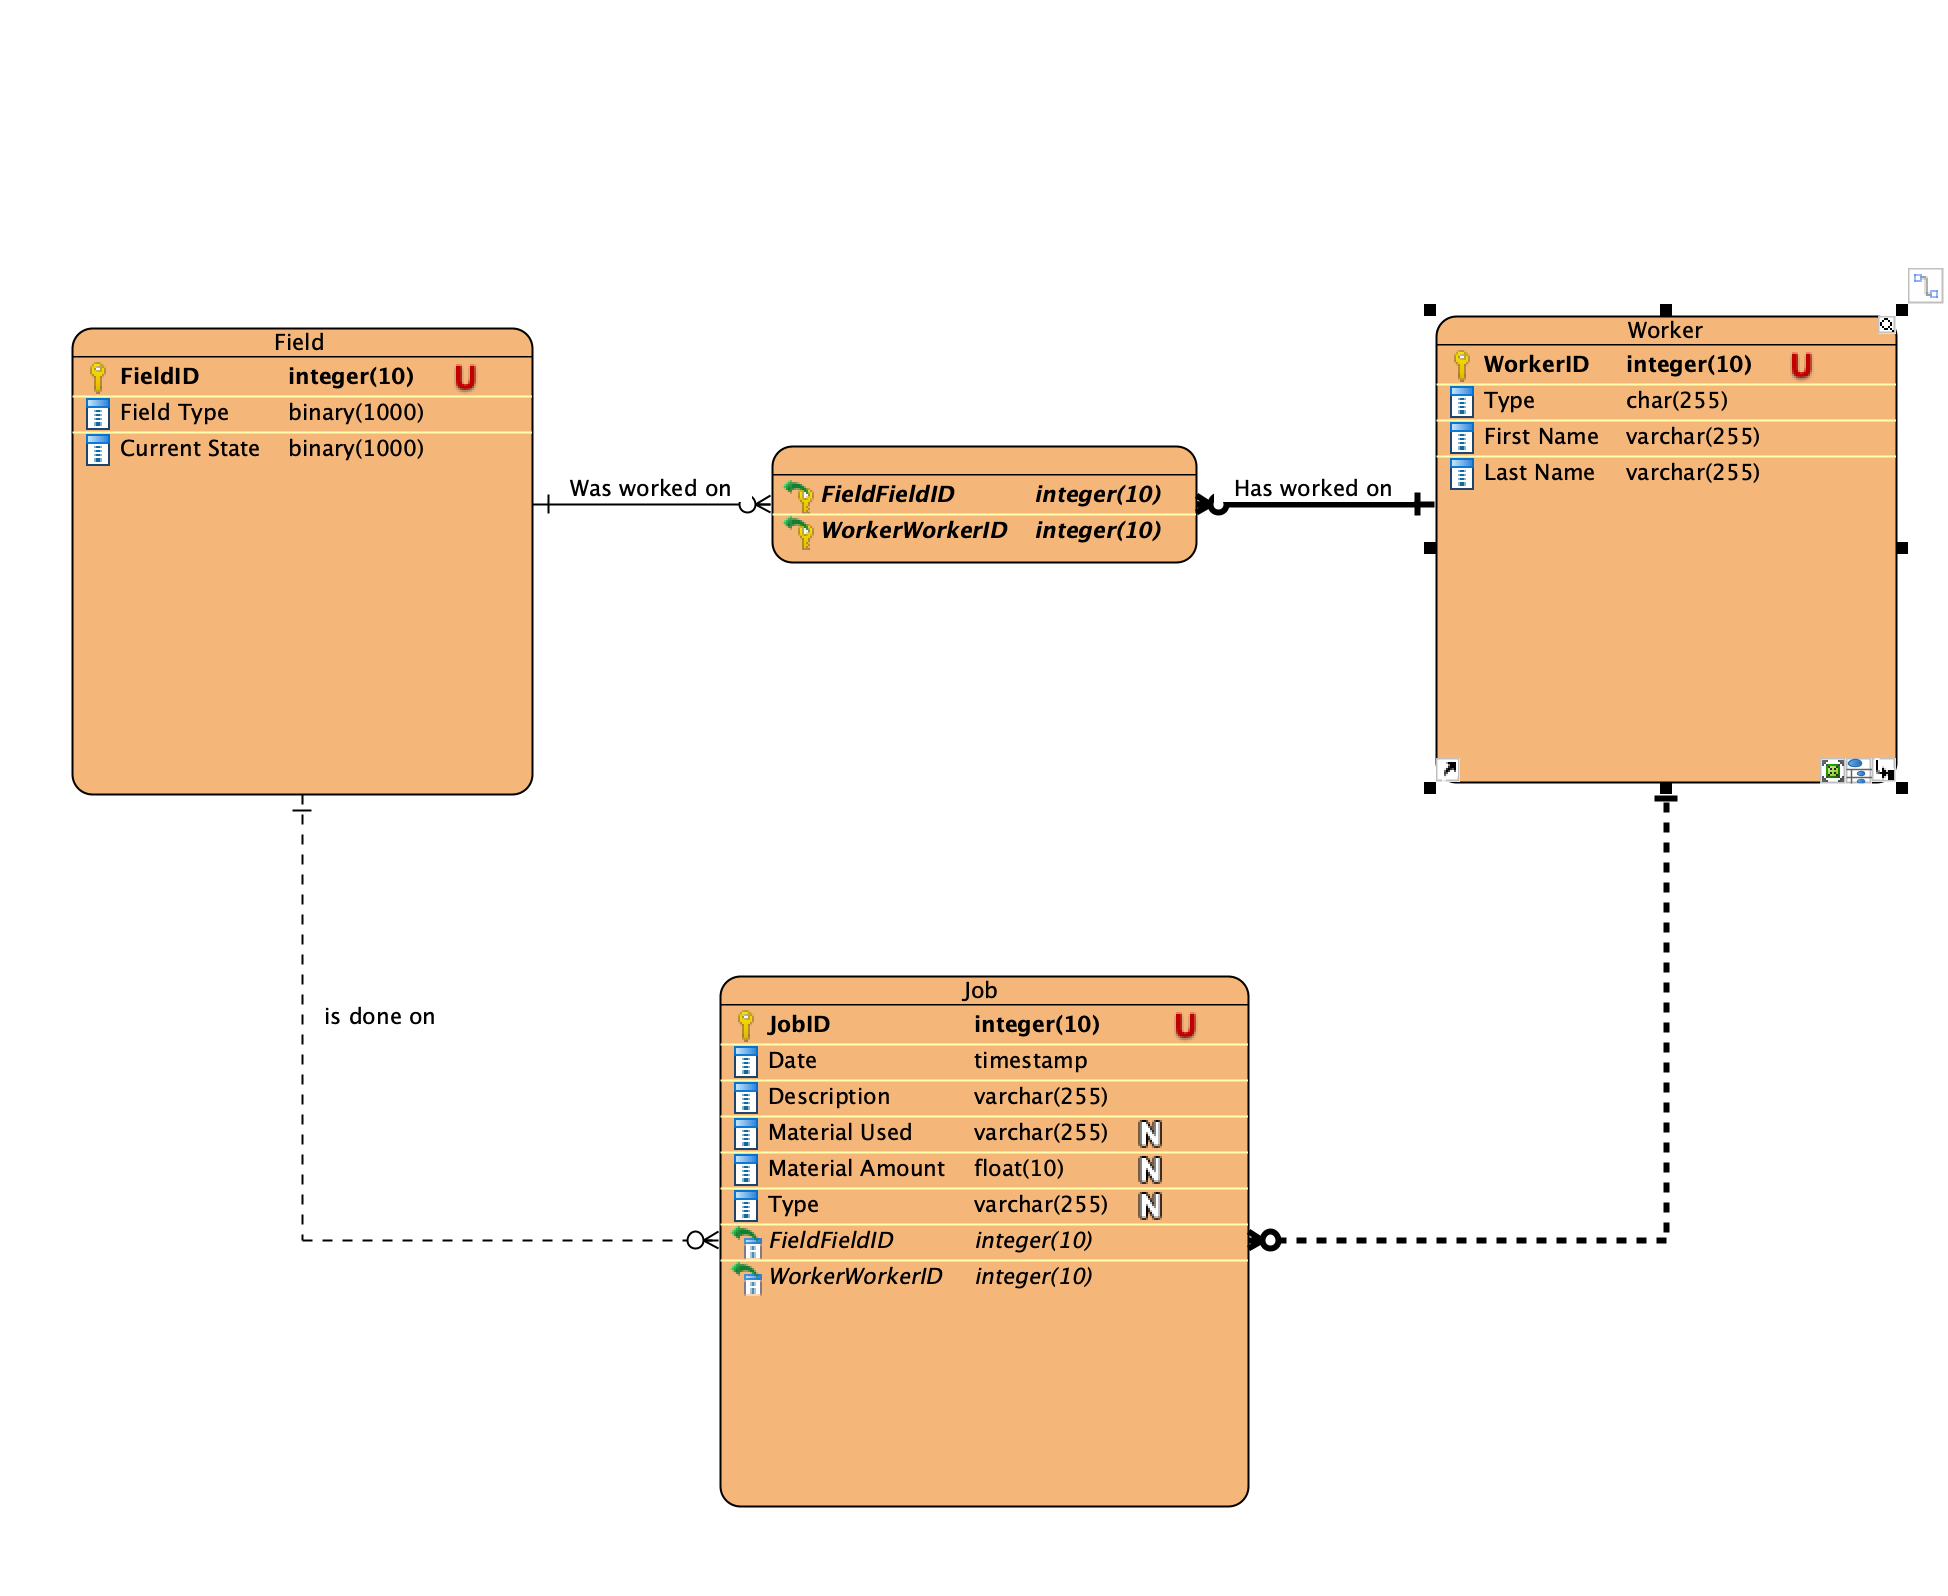 Field
FieldID integer(10) U
Field Type binary(1000)
Current State binary(1000)
Was worked on
FieldFieldID integer(10)
WorkerWorkerID integer(10)
Has worked on
Worker
WorkerID integer(10) U
Type char(255)
First Name varchar(255)
Last Name varchar(255)
is done on
Job
JobID integer(10) U
Date timestamp
Description varchar(255)
Material Used varchar(255) N
Material Amount float(10) N
Type varchar(255) N
FieldFieldID integer(10)
WorkerWorkerID integer(10)